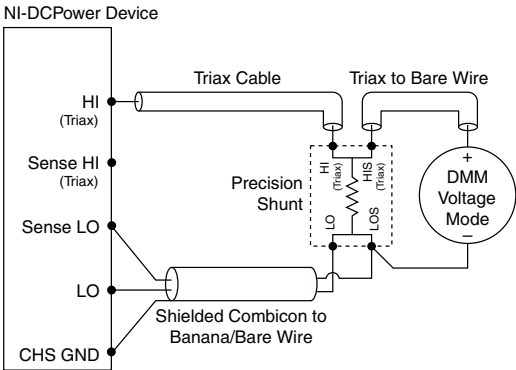 NI-DCPower Device
HI
(Triax)
Triax Cable
Triax to Bare Wire
Sense HI
(Triax)
Precision
Shunt
HI
(Triax)
HIS
(Triax)
LO
LOS
+
DMM
Voltage
Mode
–
Sense LO
LO
Shielded Combicon to
Banana/Bare Wire
CHS GND